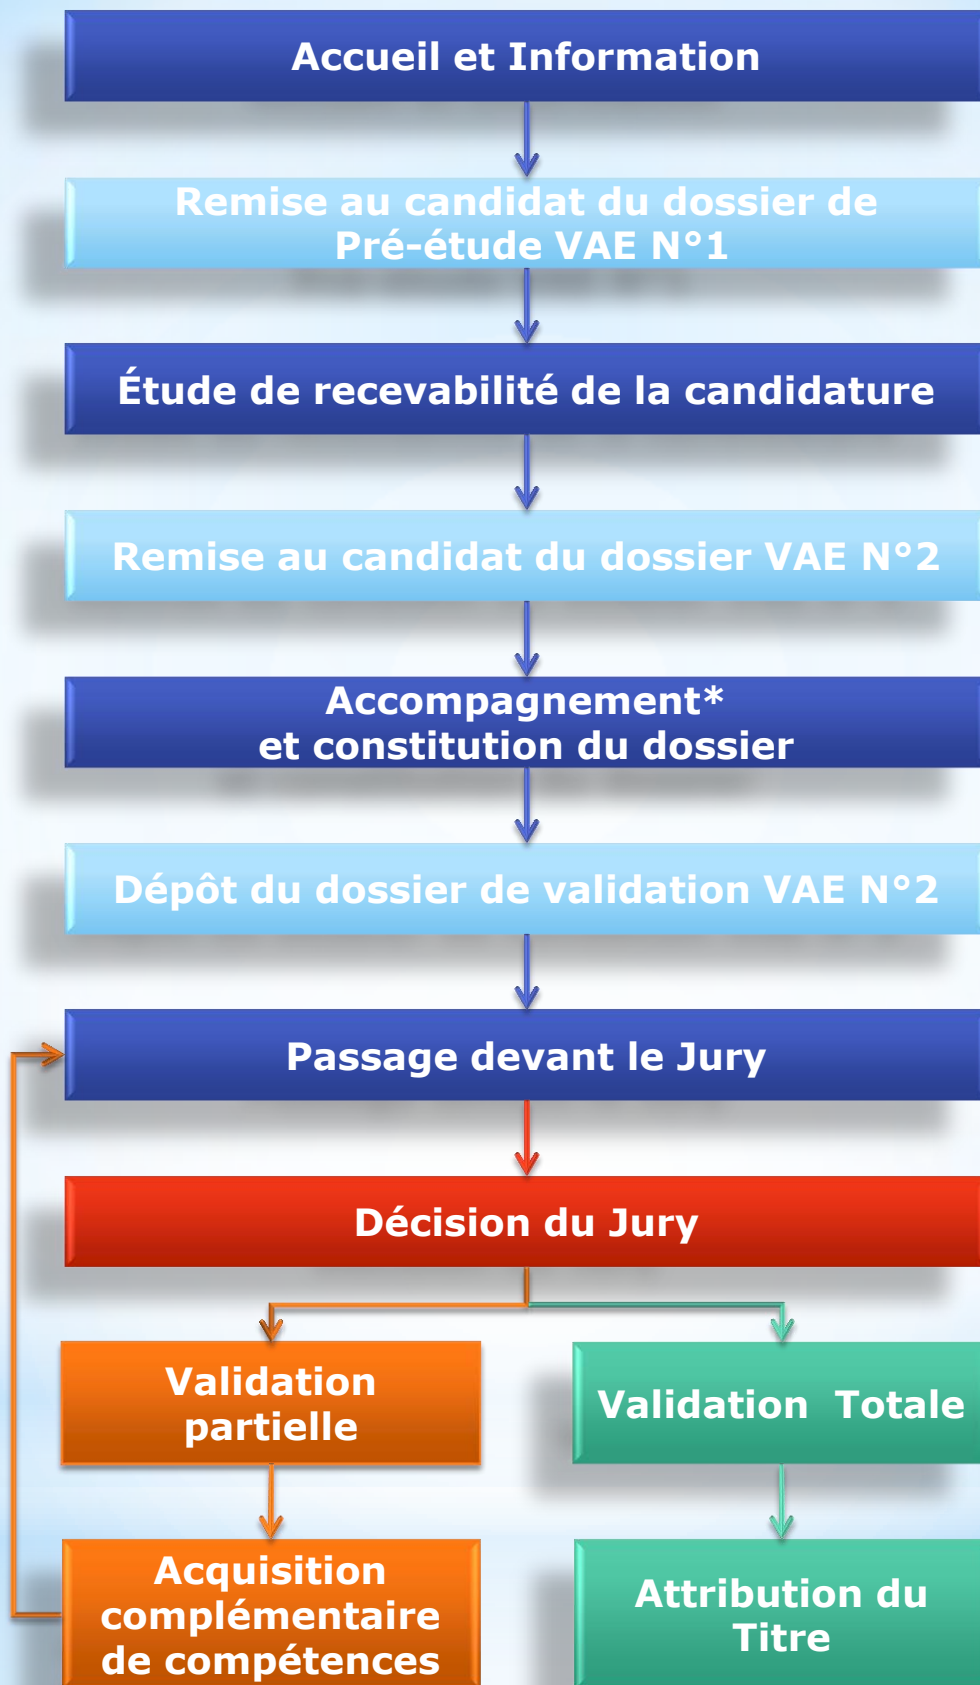 Accueil et Information
Remise au candidat du dossier de
Pré-étude VAE N°1
Étude de recevabilité de la candidature
Remise au candidat du dossier VAE N°2
Accompagnement*
et constitution du dossier
Dépôt du dossier de validation VAE N°2
Passage devant le Jury
Décision du Jury
Validation
partielle
Validation Totale
Acquisition
complémentaire
de compétences
Attribution du
Titre